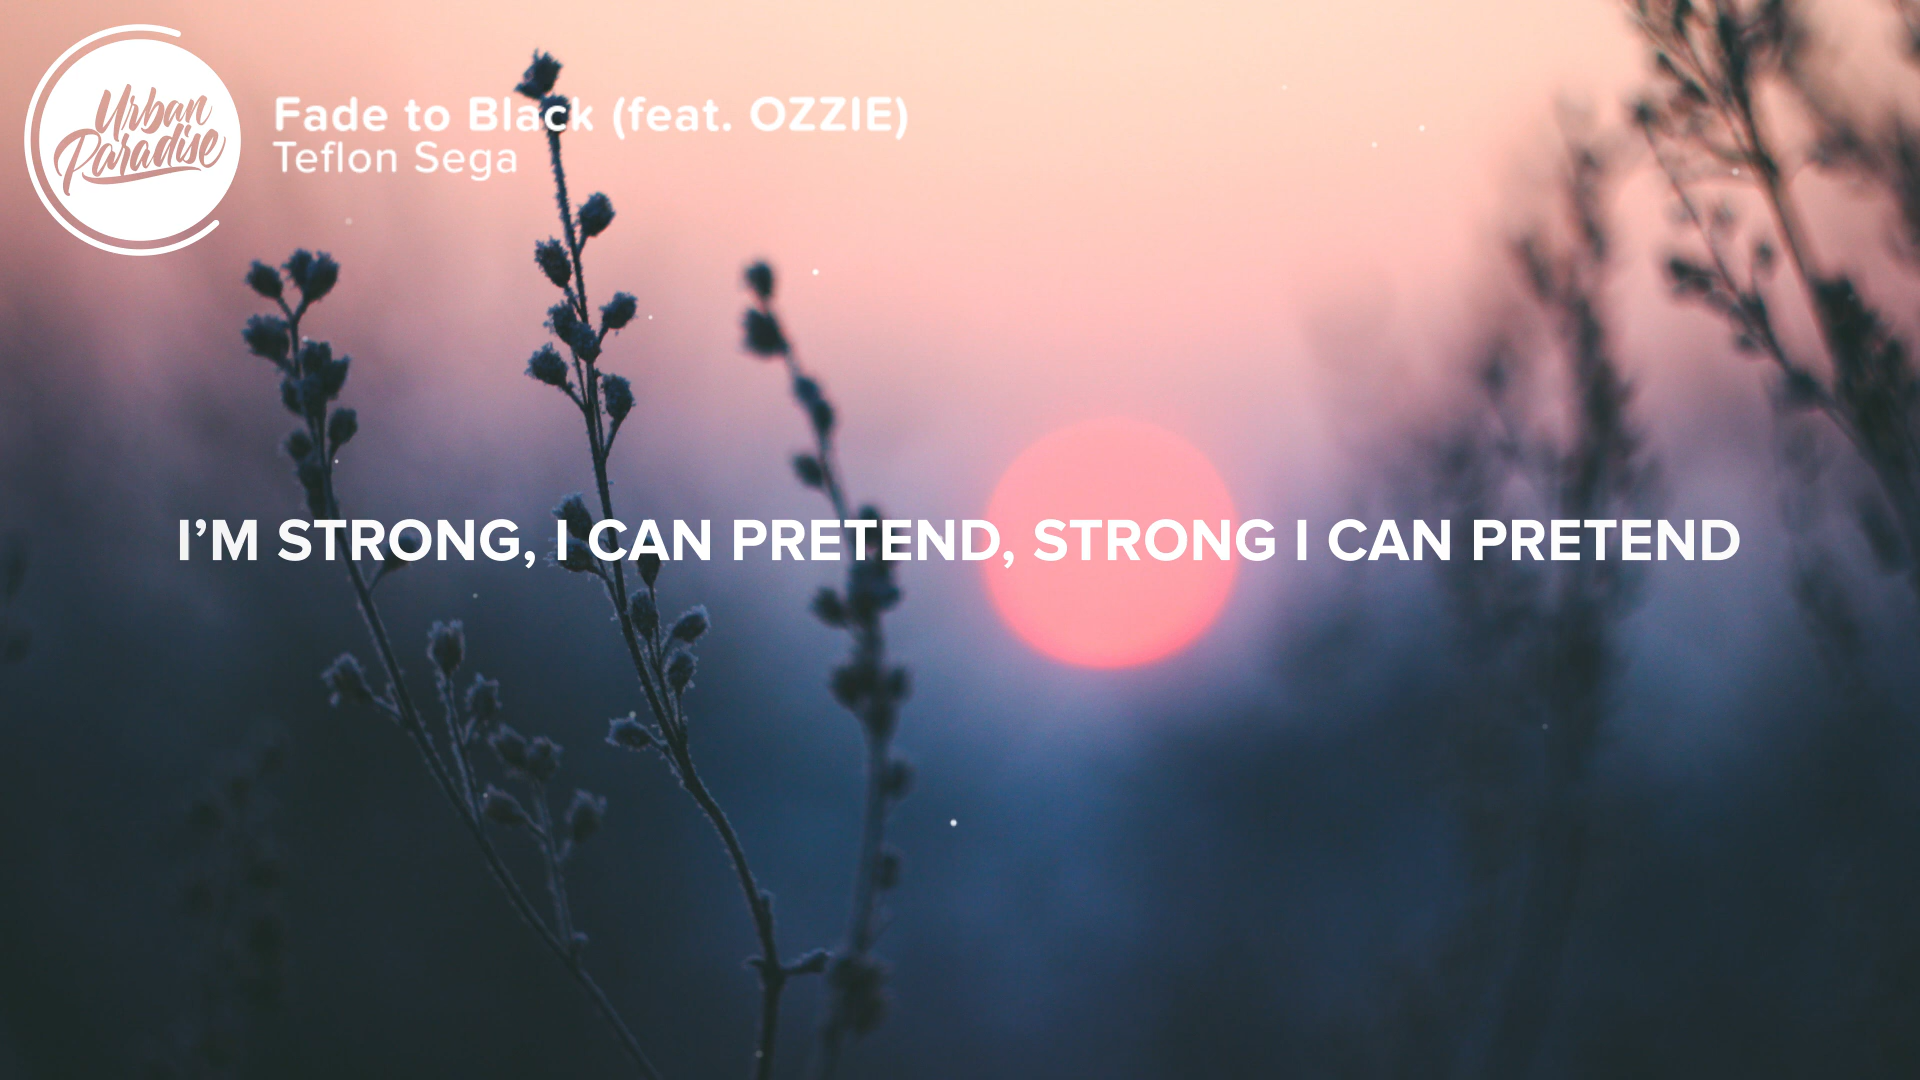 Urban
Paradise
Fade to Black (feat. OZZIE)
Teflon Sega
I’M STRONG, I CAN PRETEND, STRONG I CAN PRETEND